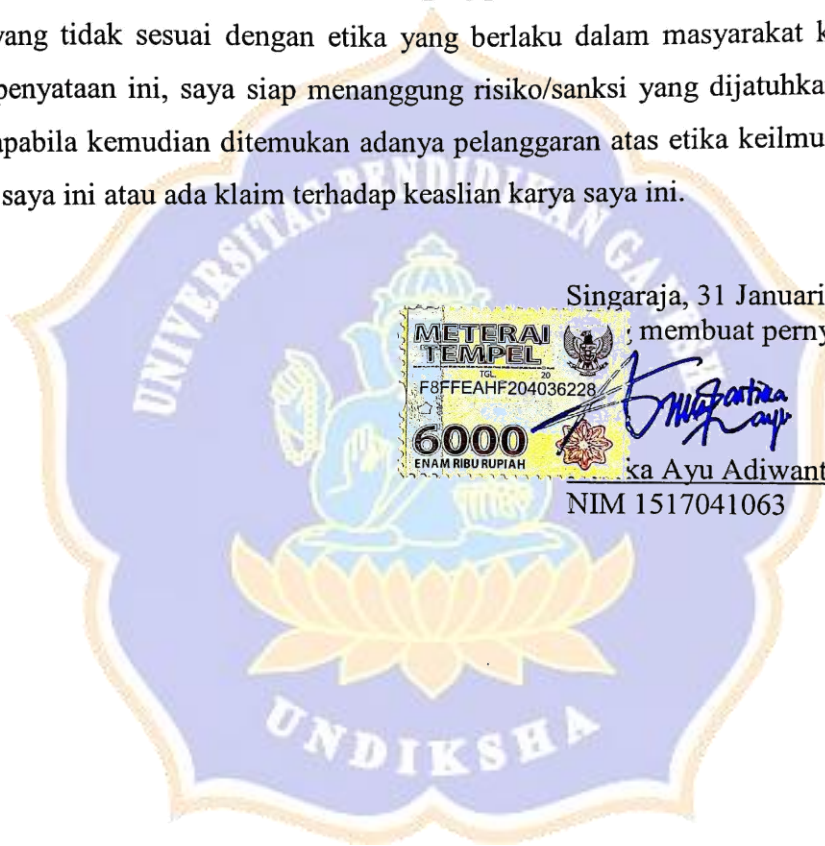 yang tidak sesuai dengan etika yang berlaku dalam masyarakat k
penyataan ini, saya siap menanggung risiko/sanksi yang dijatuhka
apabila kemudian ditemukan adanya pelanggaran atas etika keilmu
saya ini atau ada klaim terhadap keaslian karya saya ini.
UNIVERSITAS PENDIDIKAN GA
Singaraja, 31 Januari
membuat perny
METERAI
TEMPEL
TGL. 20
F8FFEAHF204036228
6000
ENAM RIBU RUPIAH
ka Ayu Adiwant
NIM 1517041063
UNDIKSHA